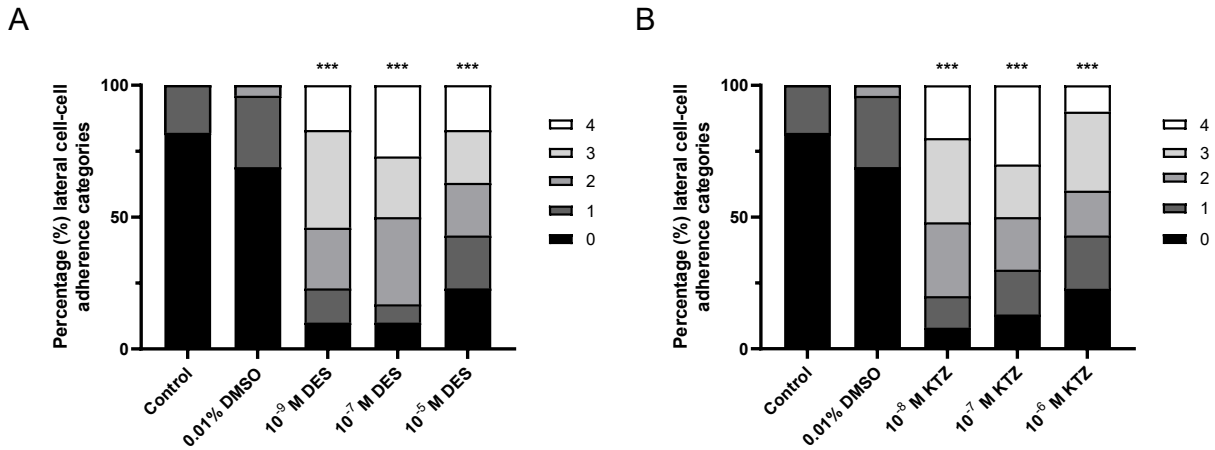 A
Percentage (%) lateral cell-cell
adherence categories
100
50
0
*** *** ***
Control
0.01% DMSO
10⁻⁹ M DES
10⁻⁷ M DES
10⁻⁵ M DES
4
3
2
1
0
B
Percentage (%) lateral cell-cell
adherence categories
100
50
0
*** *** ***
Control
0.01% DMSO
10⁻⁸ M KTZ
10⁻⁷ M KTZ
10⁻⁶ M KTZ
4
3
2
1
0